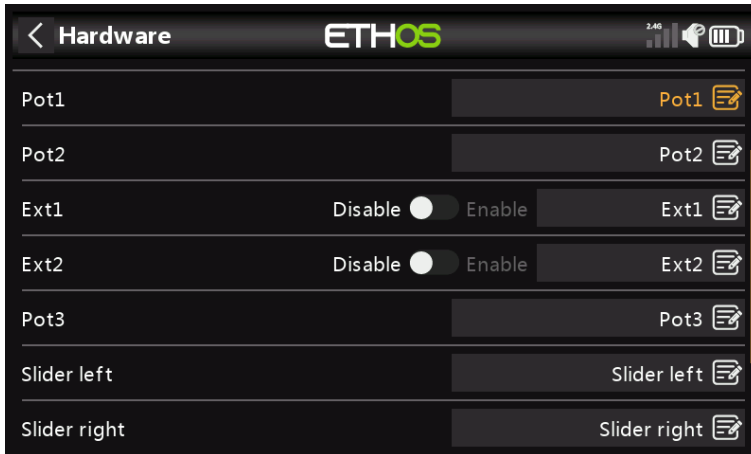 Hardware ETHOS 2.4G
Pot1 Pot1
Pot2 Pot2
Ext1 Disable Enable Ext1
Ext2 Disable Enable Ext2
Pot3 Pot3
Slider left Slider left
Slider right Slider right